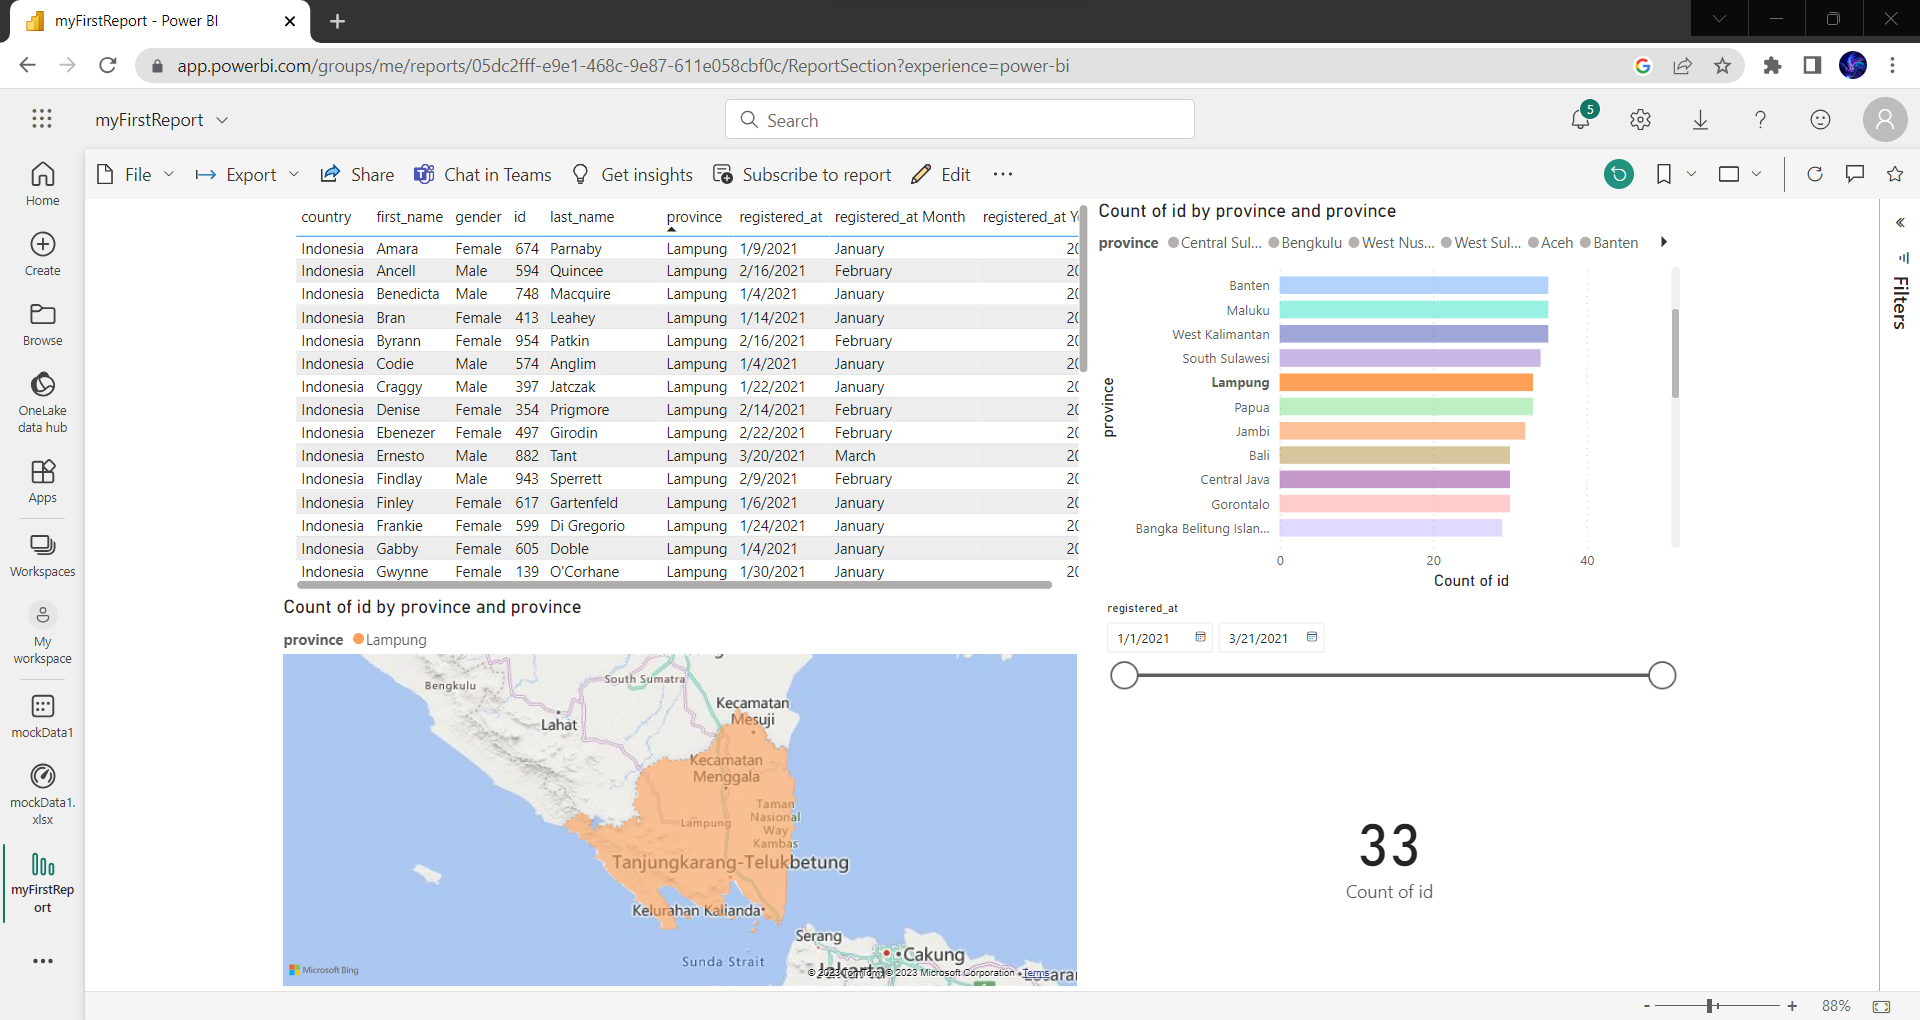 myFirstReport - Power BI
app.powerbi.com/groups/me/reports/05dc2fff-e9e1-468c-9e87-611e058cbf0c/ReportSection?experience=power-bi
myFirstReport
Search
5
File Export Share Chat in Teams Get insights Subscribe to report Edit
Home
Create
Browse
OneLake
data hub
Apps
Workspaces
My
workspace
mockData1
mockData1.
xlsx
myFirstRep
ort
country first_name gender id last_name province registered_at registered_at Month registered_at Y
Indonesia Amara Female 674 Parnaby Lampung 1/9/2021 January 20
Indonesia Ancell Male 594 Quincee Lampung 2/16/2021 February 20
Indonesia Benedicta Male 748 Macquire Lampung 1/4/2021 January 20
Indonesia Bran Female 413 Leahey Lampung 1/14/2021 January 20
Indonesia Byrann Female 954 Patkin Lampung 2/16/2021 February 20
Indonesia Codie Male 574 Anglim Lampung 1/4/2021 January 20
Indonesia Craggy Male 397 Jatczak Lampung 1/22/2021 January 20
Indonesia Denise Female 354 Prigmore Lampung 2/14/2021 February 20
Indonesia Ebenezer Female 497 Girodin Lampung 2/22/2021 February 20
Indonesia Ernesto Male 882 Tant Lampung 3/20/2021 March 20
Indonesia Findlay Male 943 Sperrett Lampung 2/9/2021 February 20
Indonesia Finley Female 617 Gartenfeld Lampung 1/6/2021 January 20
Indonesia Frankie Female 599 Di Gregorio Lampung 1/24/2021 January 20
Indonesia Gabby Female 605 Doble Lampung 1/4/2021 January 20
Indonesia Gwynne Female 139 O'Corhane Lampung 1/30/2021 January 20
Count of id by province and province
province Central Sul... Bengkulu West Nus... West Sul... Aceh Banten
province
Banten
Maluku
West Kalimantan
South Sulawesi
Lampung
Papua
Jambi
Bali
Central Java
Gorontalo
Bangka Belitung Islan...
0 20 40
Count of id
Filters
Count of id by province and province
province Lampung
Bengkulu
South Sumatra
Lahat
Kecamatan
Mesuji
Kecamatan
Menggala
Taman
Nasional
Way
Kambas
Lampung
Tanjungkarang-Telukbetung
Kelurahan Kalianda
Serang
Cakung
Sunda Strait
Jakarta
Microsoft Bing
© 2023 TomTom, © 2023 Microsoft Corporation Terms
registered_at
1/1/2021 3/21/2021
33
Count of id
- + 88%